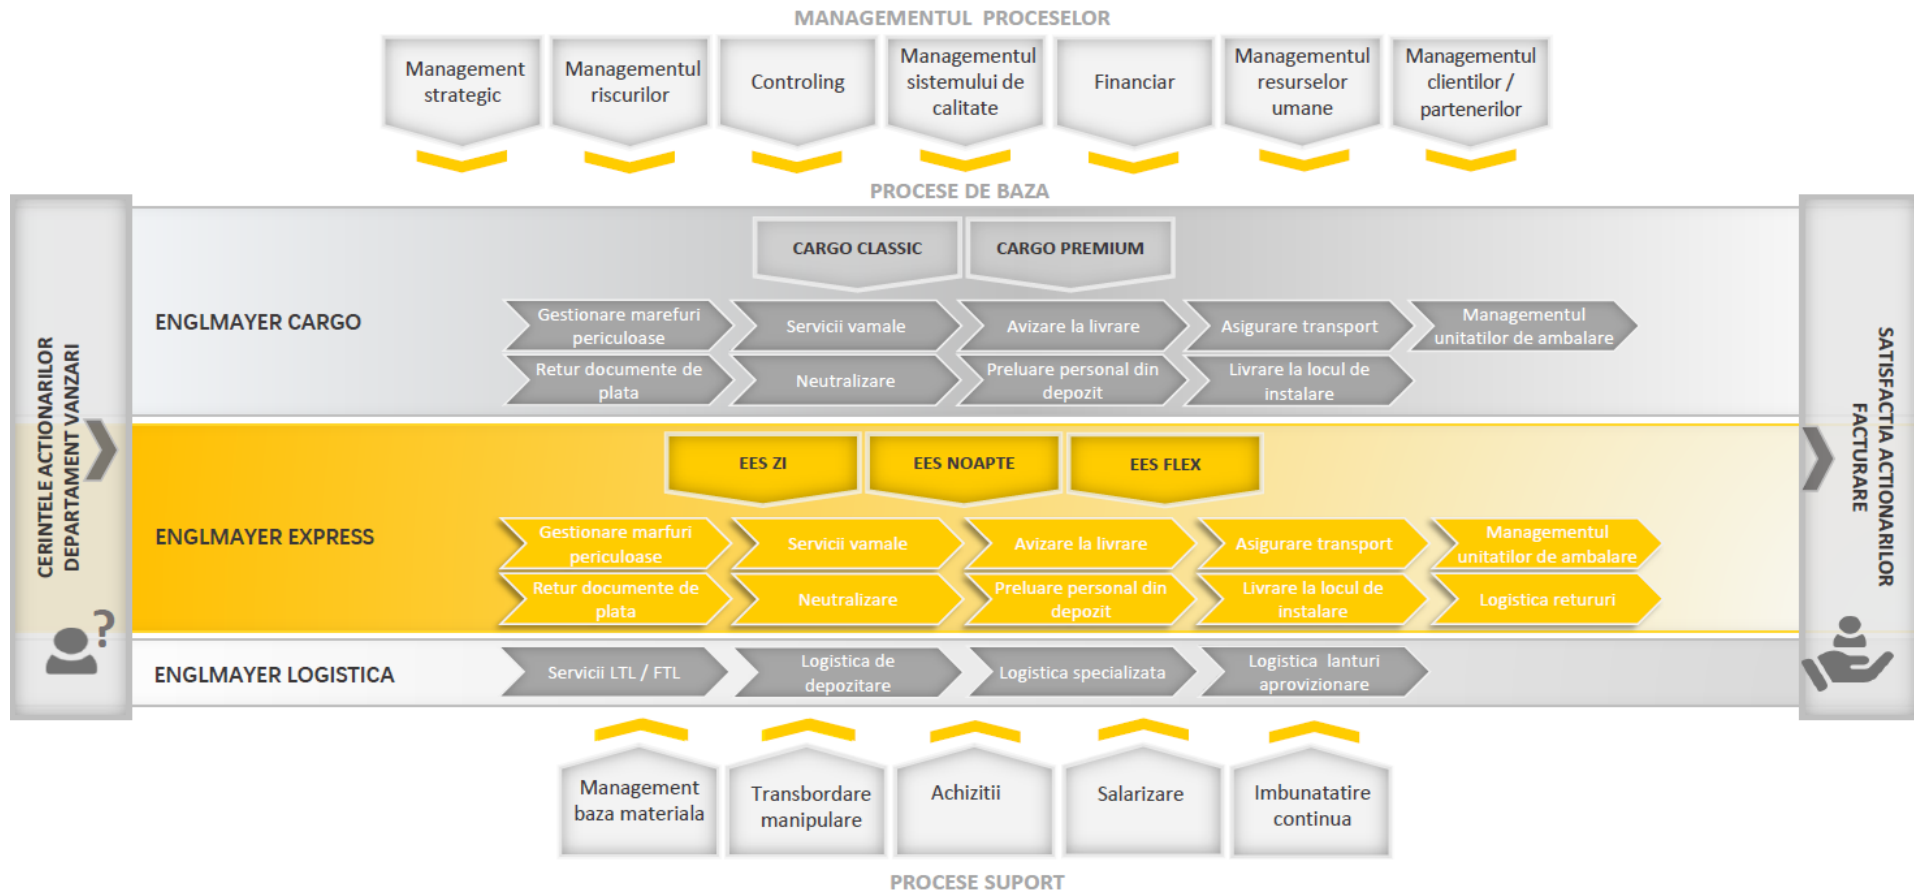 MANAGEMENTUL PROCESELOR
Management
strategic
Managementul
riscurilor
Controling
Managementul
sistemului de
calitate
Financiar
Managementul
resurselor
umane
Managementul
clientilor /
partenerilor
PROCESE DE BAZA
CERINTELE ACTIONARILOR
DEPARTAMENT VANZARI
?
CARGO CLASSIC
CARGO PREMIUM
ENGLMAYER CARGO
Gestionare marefuri
periculoase
Servicii vamale
Avizare la livrare
Asigurare transport
Managementul
unitatilor de ambalare
Retur documente de
plata
Neutralizare
Preluare personal din
depozit
Livrare la locul de
instalare
EES ZI
EES NOAPTE
EES FLEX
ENGLMAYER EXPRESS
Gestionare marfuri
periculoase
Servicii vamale
Avizare la livrare
Asigurare transport
Managementul
unitatilor de ambalare
Retur documente de
plata
Neutralizare
Preluare personal din
depozit
Livrare la locul de
instalare
Logistica retururi
ENGLMAYER LOGISTICA
Servicii LTL / FTL
Logistica de
depozitare
Logistica specializata
Logistica lanturi
aprovizionare
SATISFACTIA ACTIONARILOR
FACTURARE
Management
baza materiala
Transbordare
manipulare
Achizitii
Salarizare
Imbunatatire
continua
PROCESE SUPORT